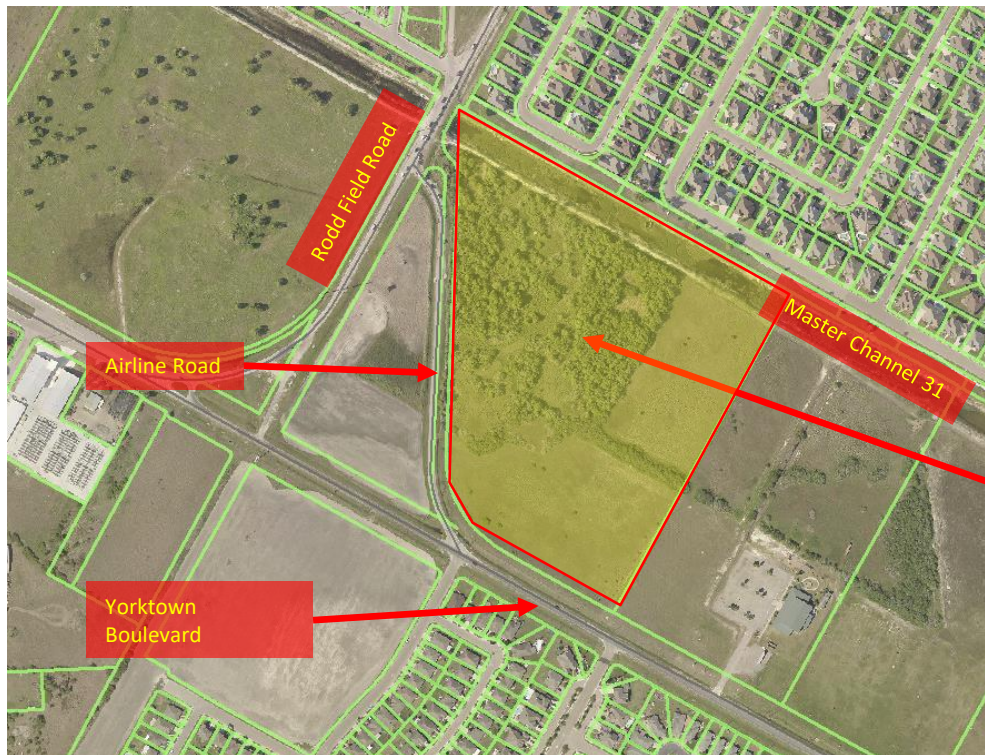 Rodd Field Road
Master Channel 31
Airline Road
Yorktown
Boulevard